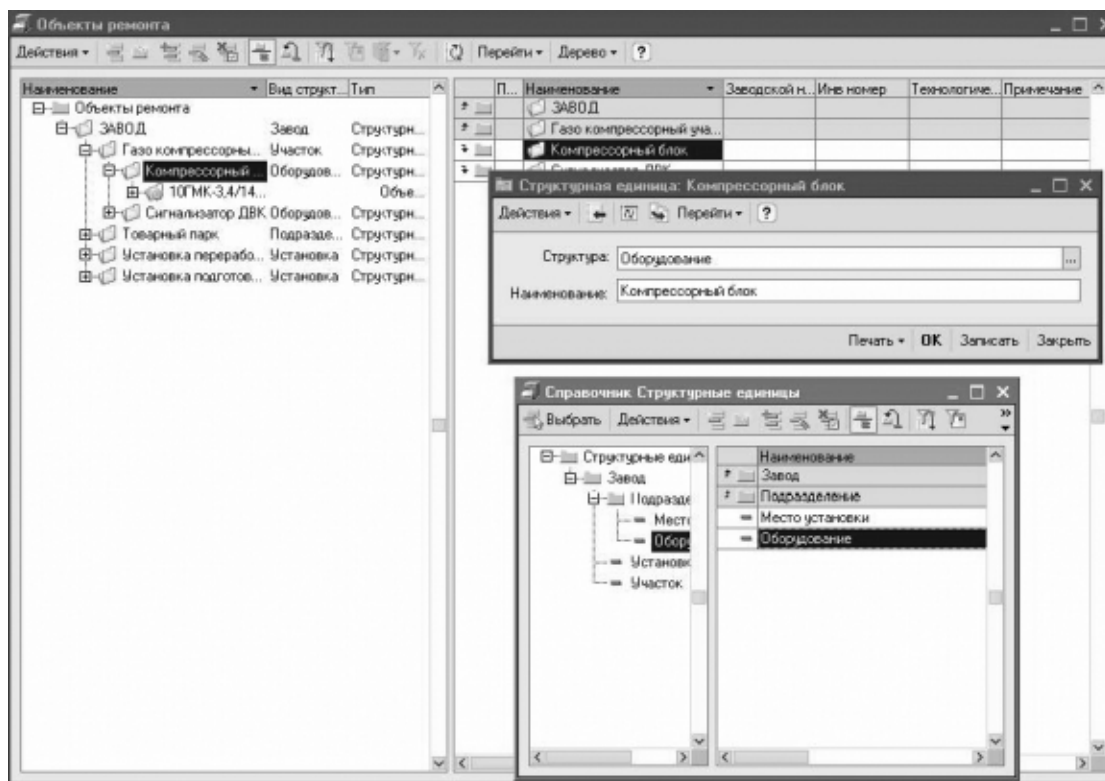 Объекты ремонта
Действия Перейти Дерево ?
Наименование Вид структ... Тип
Объекты ремонта
ЗАВОД Завод Структурн...
Газо компрессорны... Участок Структурн...
Компрессорный ... Оборудов... Структурн...
10ГМК-3,4/14... Объе...
Сигнализатор ДВК Оборудов... Структурн...
Товарный парк Подразде... Структурн...
Установка перерабо... Установка Структурн...
Установка подготов... Установка Структурн...
П... Наименование Заводской н... Инв номер Технологиче... Примечание
ЗАВОД
Газо компрессорный уча...
Компрессорный блок
Сигнализатор ДВК
Структурная единица: Компрессорный блок
Действия Перейти ?
Структура: Оборудование ...
Наименование: Компрессорный блок
Печать OK Записать Закрыть
Справочник Структурные единицы
Выбрать Действия »
Структурные еди
Завод
Подразде
Место
Обору
Установк
Участок
Наименование
Завод
Подразделение
Место установки
Оборудование